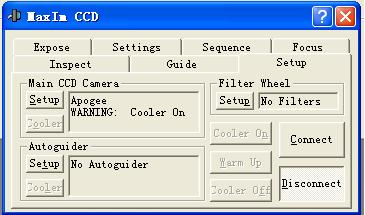 MaxIm CCD
Expose Settings Sequence Focus
Inspect Guide Setup
Main CCD Camera
Setup
Apogee
WARNING: Cooler On
Cooler
Filter Wheel
Setup No Filters
Autoguider
Setup No Autoguider
Cooler
Cooler On
Warm Up
Cooler Off
Connect
Disconnect